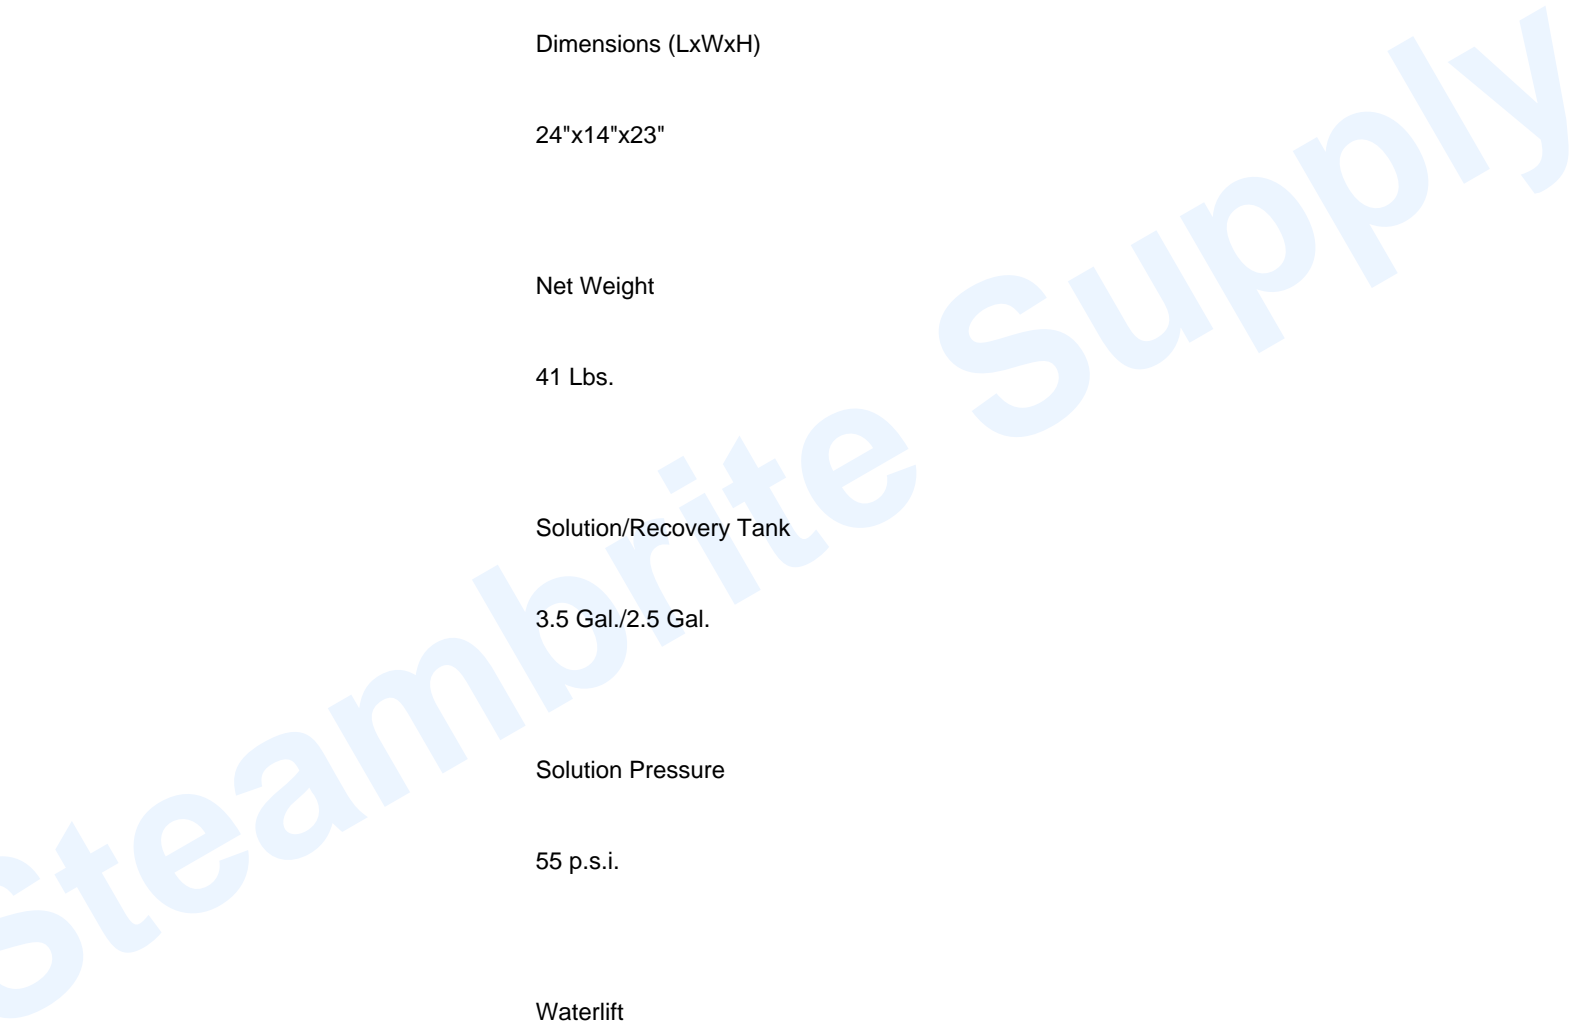 Dimensions (LxWxH)
24"x14"x23"
Net Weight
41 Lbs.
Solution/Recovery Tank
3.5 Gal./2.5 Gal.
Solution Pressure
55 p.s.i.
Waterlift
Steambrite Supply